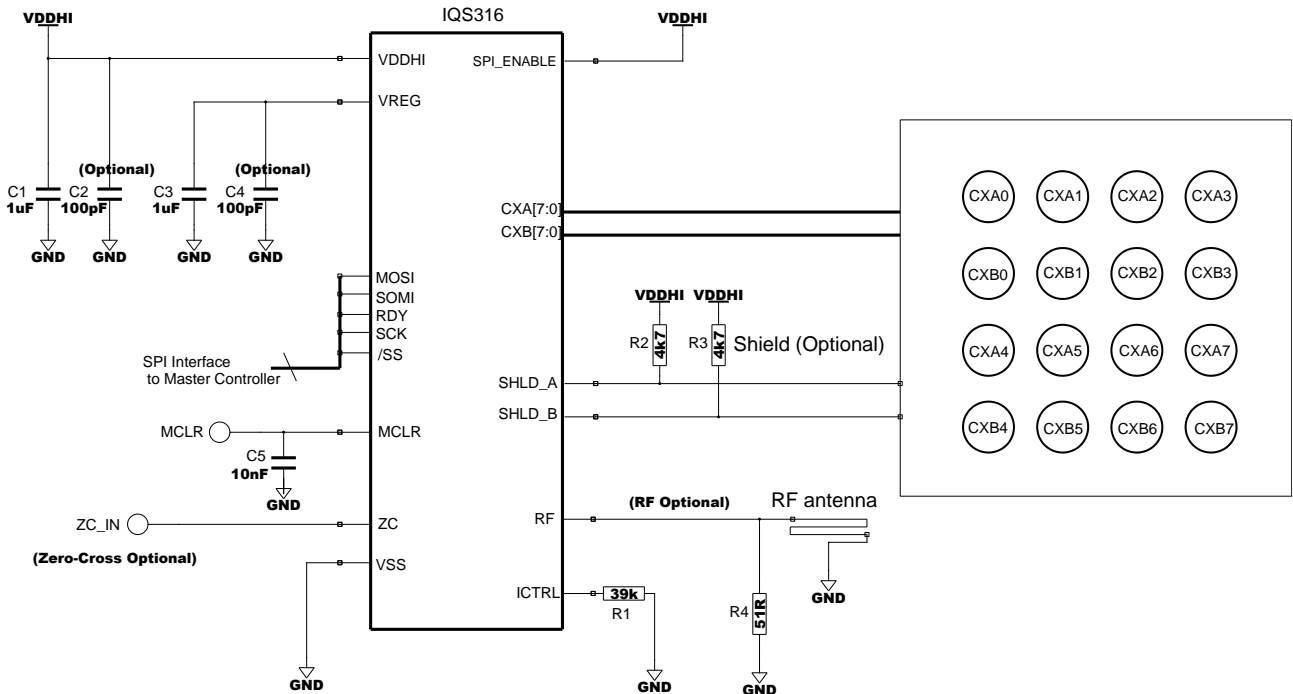 IQS316
VDDHI
VDDHI
VDDHI
SPI_ENABLE
VREG
(Optional)
(Optional)
C1
1uF
C2
100pF
C3
1uF
C4
100pF
GND
GND
GND
GND
CXA[7:0]
CXB[7:0]
CXA0
CXA1
CXA2
CXA3
CXB0
CXB1
CXB2
CXB3
CXA4
CXA5
CXA6
CXA7
CXB4
CXB5
CXB6
CXB7
MOSI
SOMI
RDY
SCK
/SS
SPI Interface
to Master Controller
VDDHI
VDDHI
R2
4k7
R3
4k7
Shield (Optional)
SHLD_A
SHLD_B
MCLR
MCLR
C5
10nF
GND
ZC_IN
ZC
(Zero-Cross Optional)
VSS
GND
RF
(RF Optional)
RF antenna
GND
ICTRL
39k
R1
GND
R4
51R
GND